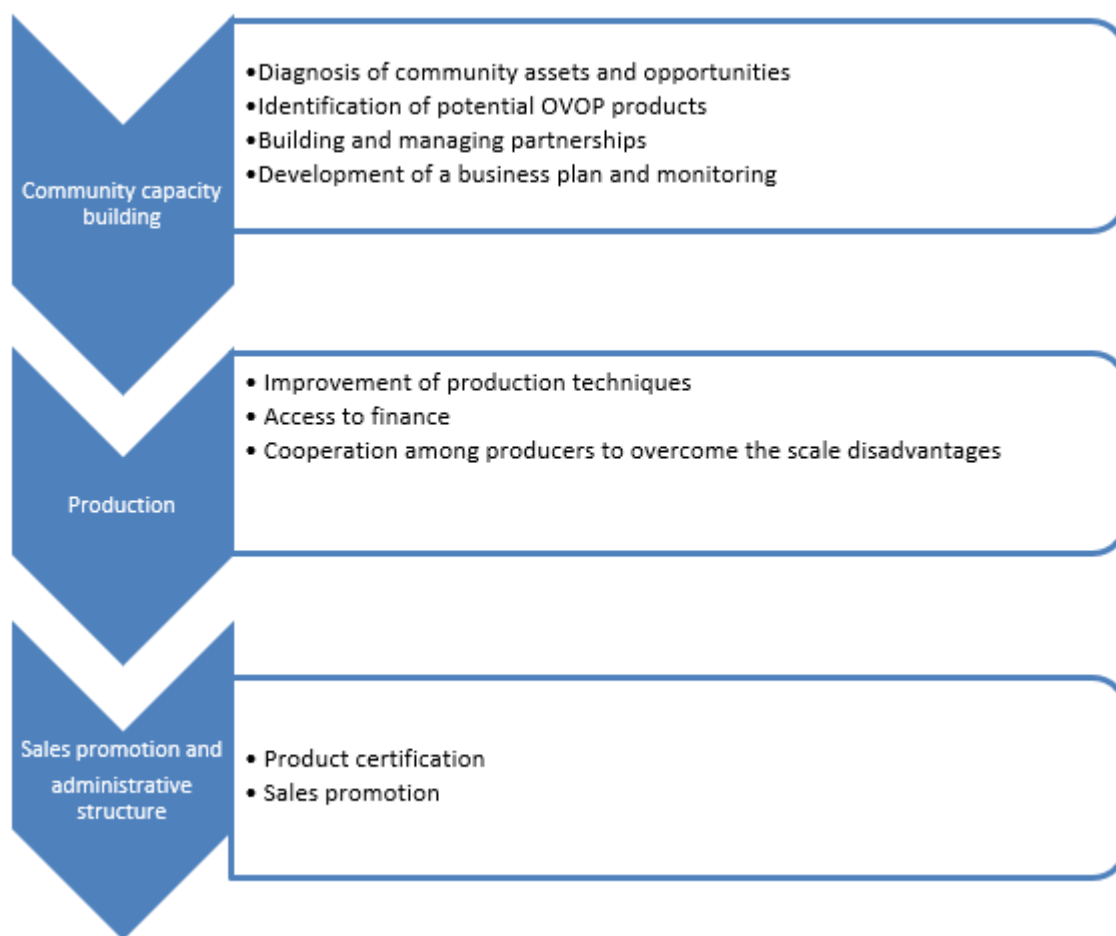 Community capacity
building
•Diagnosis of community assets and opportunities
•Identification of potential OVOP products
•Building and managing partnerships
•Development of a business plan and monitoring
Production
• Improvement of production techniques
• Access to finance
• Cooperation among producers to overcome the scale disadvantages
Sales promotion and
administrative
structure
• Product certification
• Sales promotion